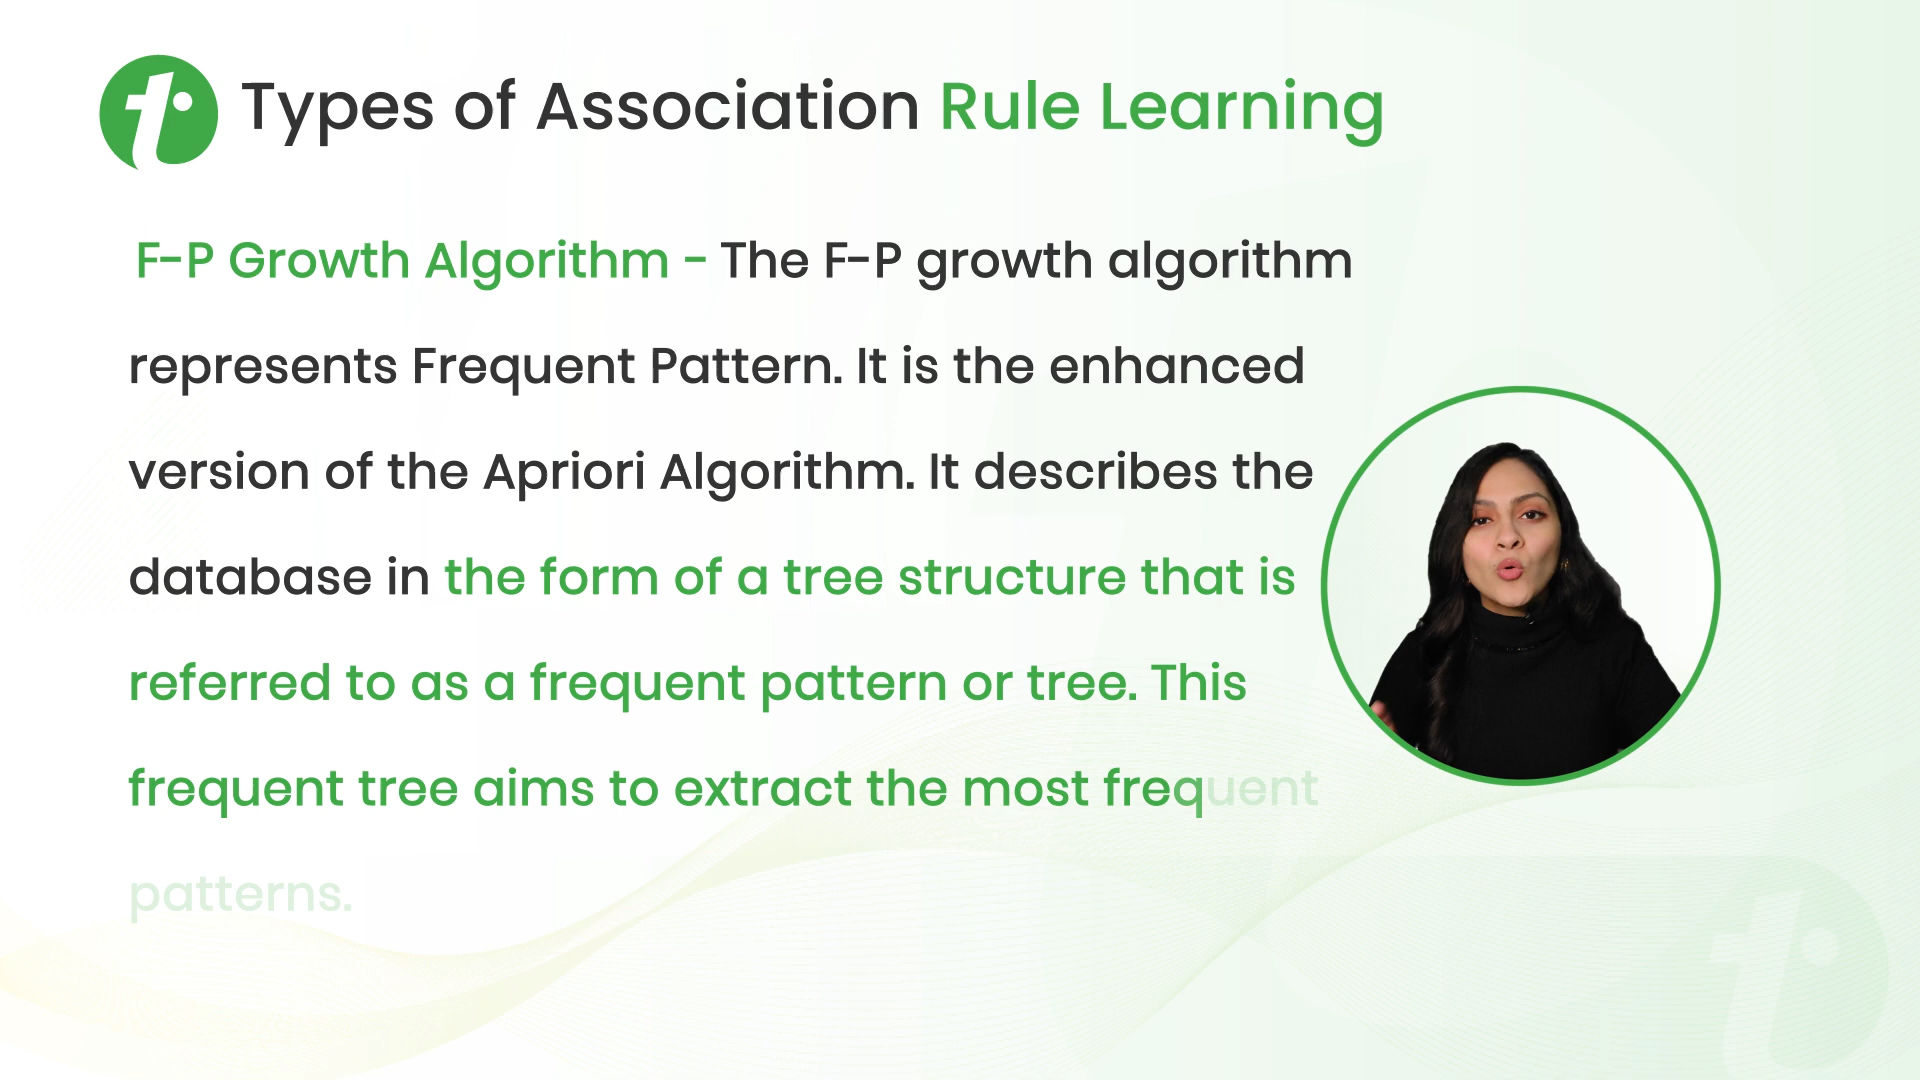 Types of Association Rule Learning
F-P Growth Algorithm - The F-P growth algorithm
represents Frequent Pattern. It is the enhanced
version of the Apriori Algorithm. It describes the
database in the form of a tree structure that is
referred to as a frequent pattern or tree. This
frequent tree aims to extract the most frequent
patterns.